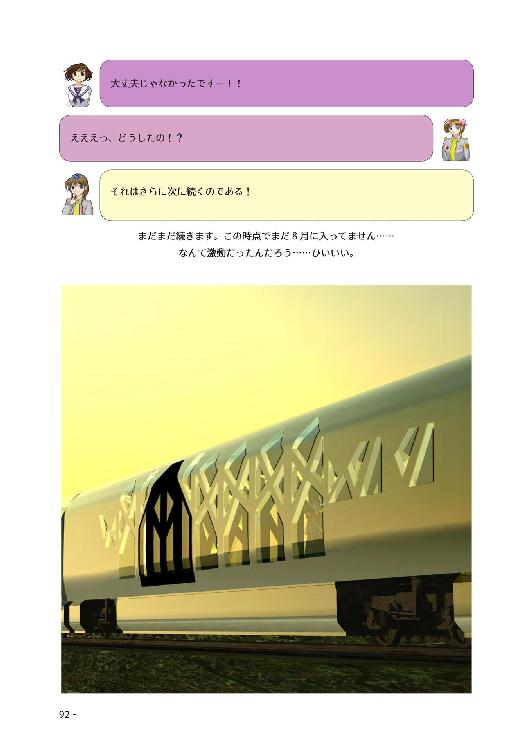 大丈夫じゃなかったですー！！
えええっ、どうしたの！？
それはさらに次に続くのである！
まだまだ続きます。この時点でまだ８月に入ってません……
なんて激動だったんだろう……ひいいい。
92 -